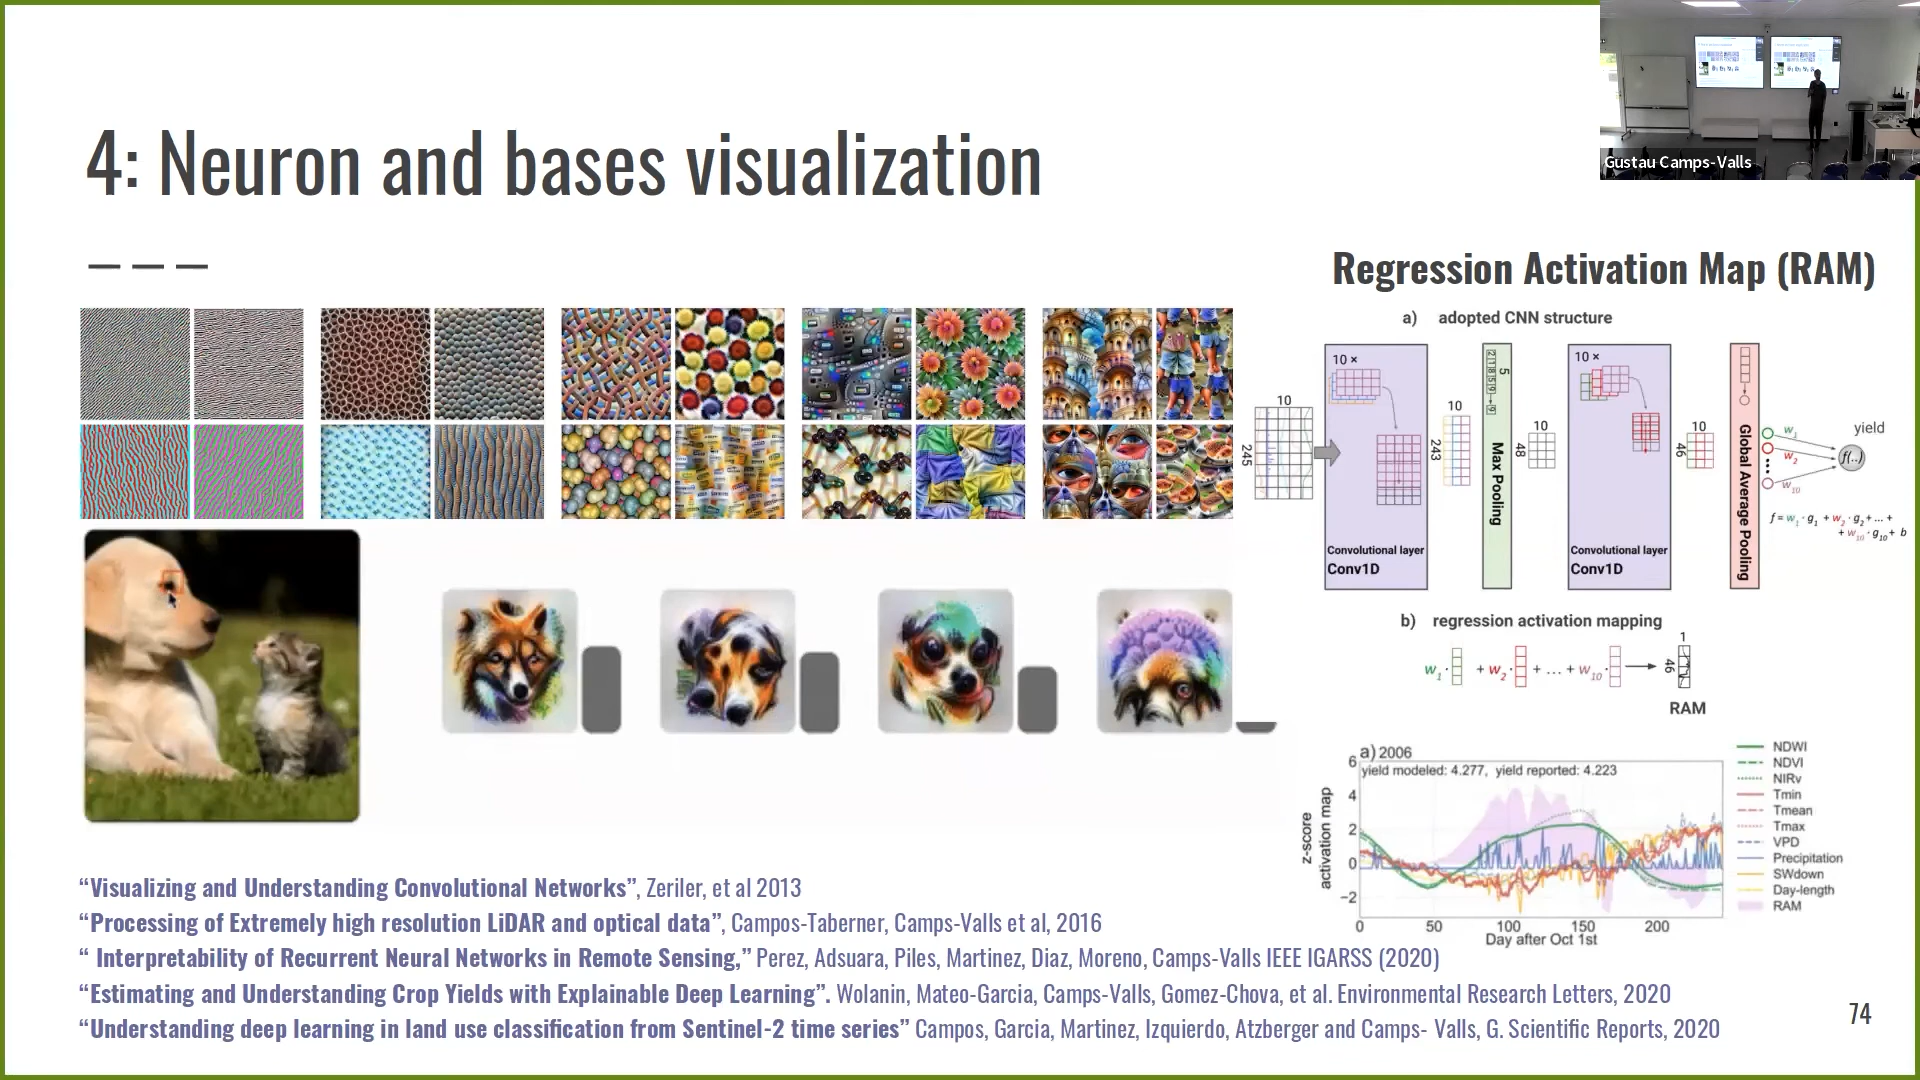 Gustau Camps-Valls
4: Neuron and bases visualization
Regression Activation Map (RAM)
a) adopted CNN structure
10 ×
10 ×
10
245
Convolutional layer
Conv1D
10
243
5
Max Pooling
10
48
Convolutional layer
Conv1D
10
46
Global Average Pooling
w1
w2
w10
yield
f(..)
f = w1 · g1 + w2 · g2 + ... +
+ w10 · g10 + b
b) regression activation mapping
w1 · + w2 · + ... + w10 ·
1
46
RAM
a) 2006
yield modeled: 4.277, yield reported: 4.223
z-score
activation map
6
4
2
0
−2
0 50 100 150 200
Day after Oct 1st
NDWI
NDVI
NIRv
Tmin
Tmean
Tmax
VPD
Precipitation
SWdown
Day-length
RAM
“Visualizing and Understanding Convolutional Networks”, Zeriler, et al 2013
“Processing of Extremely high resolution LiDAR and optical data”, Campos-Taberner, Camps-Valls et al, 2016
“ Interpretability of Recurrent Neural Networks in Remote Sensing,” Perez, Adsuara, Piles, Martinez, Diaz, Moreno, Camps-Valls IEEE IGARSS (2020)
“Estimating and Understanding Crop Yields with Explainable Deep Learning”. Wolanin, Mateo-Garcia, Camps-Valls, Gomez-Chova, et al. Environmental Research Letters, 2020
“Understanding deep learning in land use classification from Sentinel-2 time series” Campos, Garcia, Martinez, Izquierdo, Atzberger and Camps- Valls, G. Scientific Reports, 2020
74